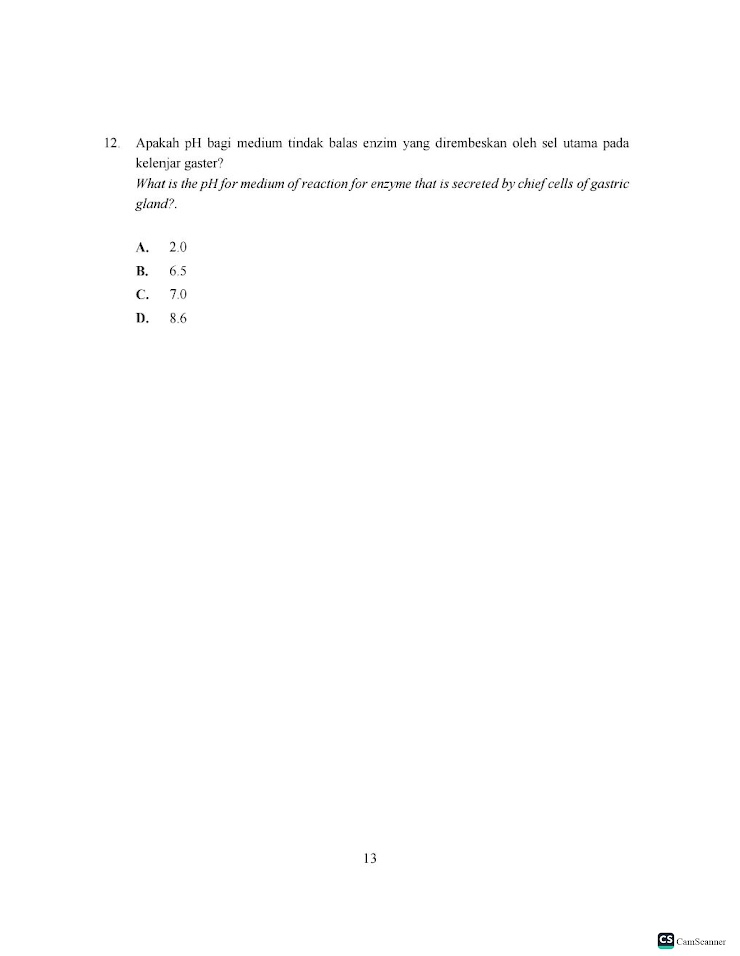 12. Apakah pH bagi medium tindak balas enzim yang dirembeskan oleh sel utama pada
kelenjar gaster?
What is the pH for medium of reaction for enzyme that is secreted by chief cells of gastric
gland?.
A. 2.0
B. 6.5
C. 7.0
D. 8.6
13
CS CamScanner